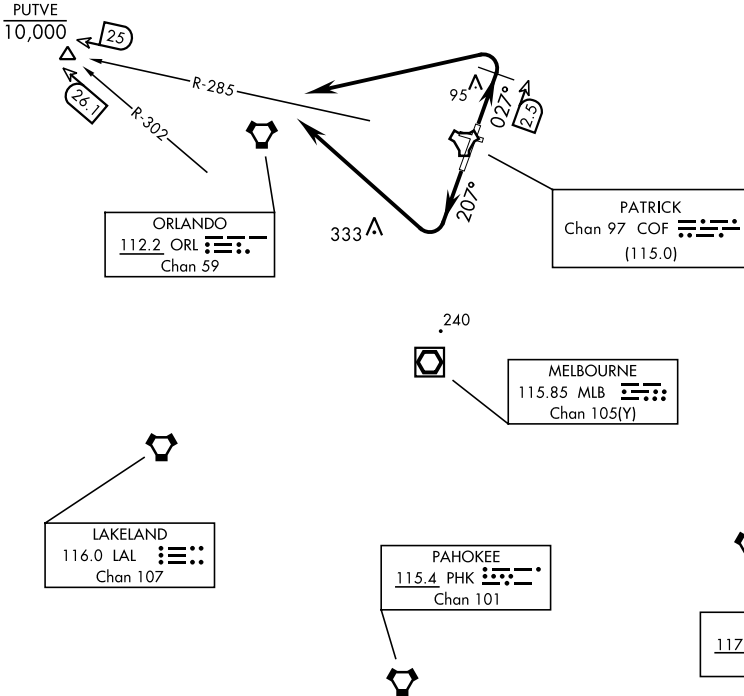 PUTVE
10,000
25
26.1
R-285
R-302
95
027°
2.5
207°
333
ORLANDO
112.2 ORL
Chan 59
PATRICK
Chan 97 COF
(115.0)
240
MELBOURNE
115.85 MLB
Chan 105(Y)
LAKELAND
116.0 LAL
Chan 107
PAHOKEE
115.4 PHK
Chan 101
117